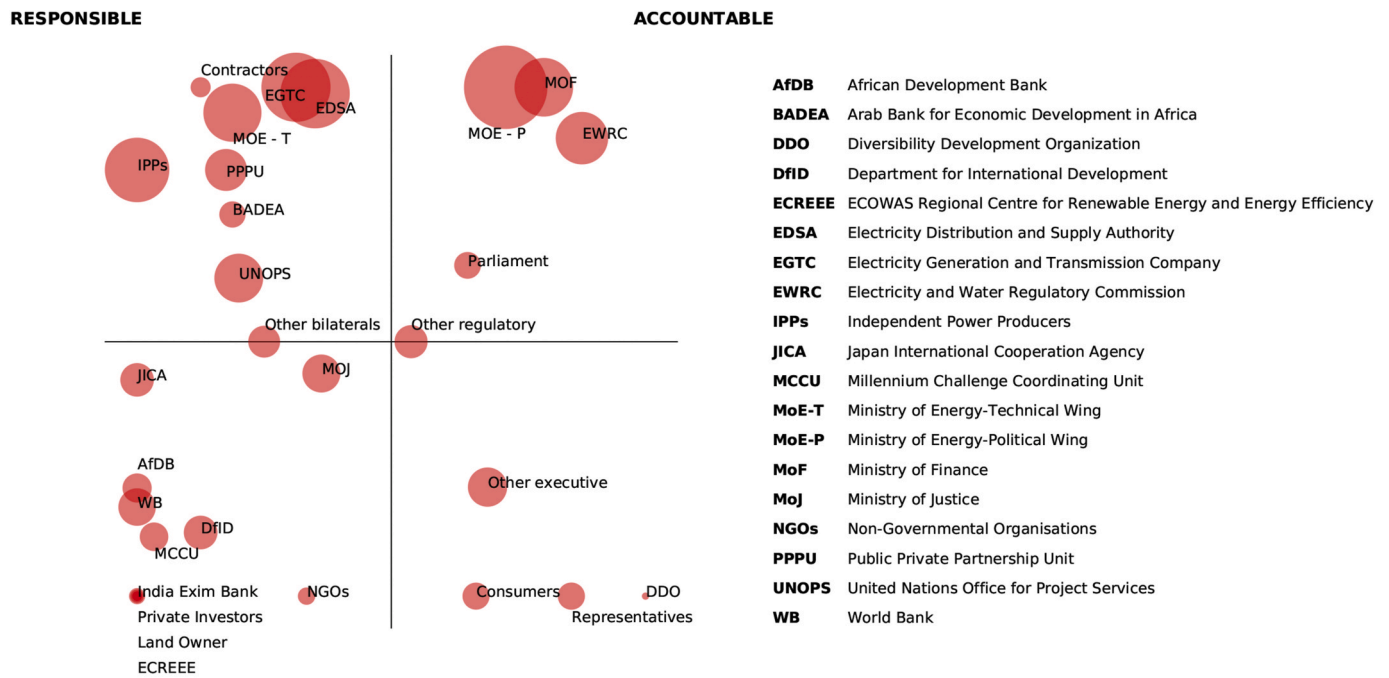 RESPONSIBLE
ACCOUNTABLE
Contractors
EGTC
EDSA
MOE - T
IPPs
PPPU
BADEA
UNOPS
Other bilaterals
MOF
MOE - P
EWRC
Parliament
Other regulatory
JICA
MOJ
AfDB
WB
DfID
MCCU
India Exim Bank
Private Investors
Land Owner
ECREEE
NGOs
Other executive
Consumers
Representatives
DDO
AfDB African Development Bank
BADEA Arab Bank for Economic Development in Africa
DDO Diversibility Development Organization
DfID Department for International Development
ECREEE ECOWAS Regional Centre for Renewable Energy and Energy Efficiency
EDSA Electricity Distribution and Supply Authority
EGTC Electricity Generation and Transmission Company
EWRC Electricity and Water Regulatory Commission
IPPs Independent Power Producers
JICA Japan International Cooperation Agency
MCCU Millennium Challenge Coordinating Unit
MoE-T Ministry of Energy-Technical Wing
MoE-P Ministry of Energy-Political Wing
MoF Ministry of Finance
MoJ Ministry of Justice
NGOs Non-Governmental Organisations
PPPU Public Private Partnership Unit
UNOPS United Nations Office for Project Services
WB World Bank